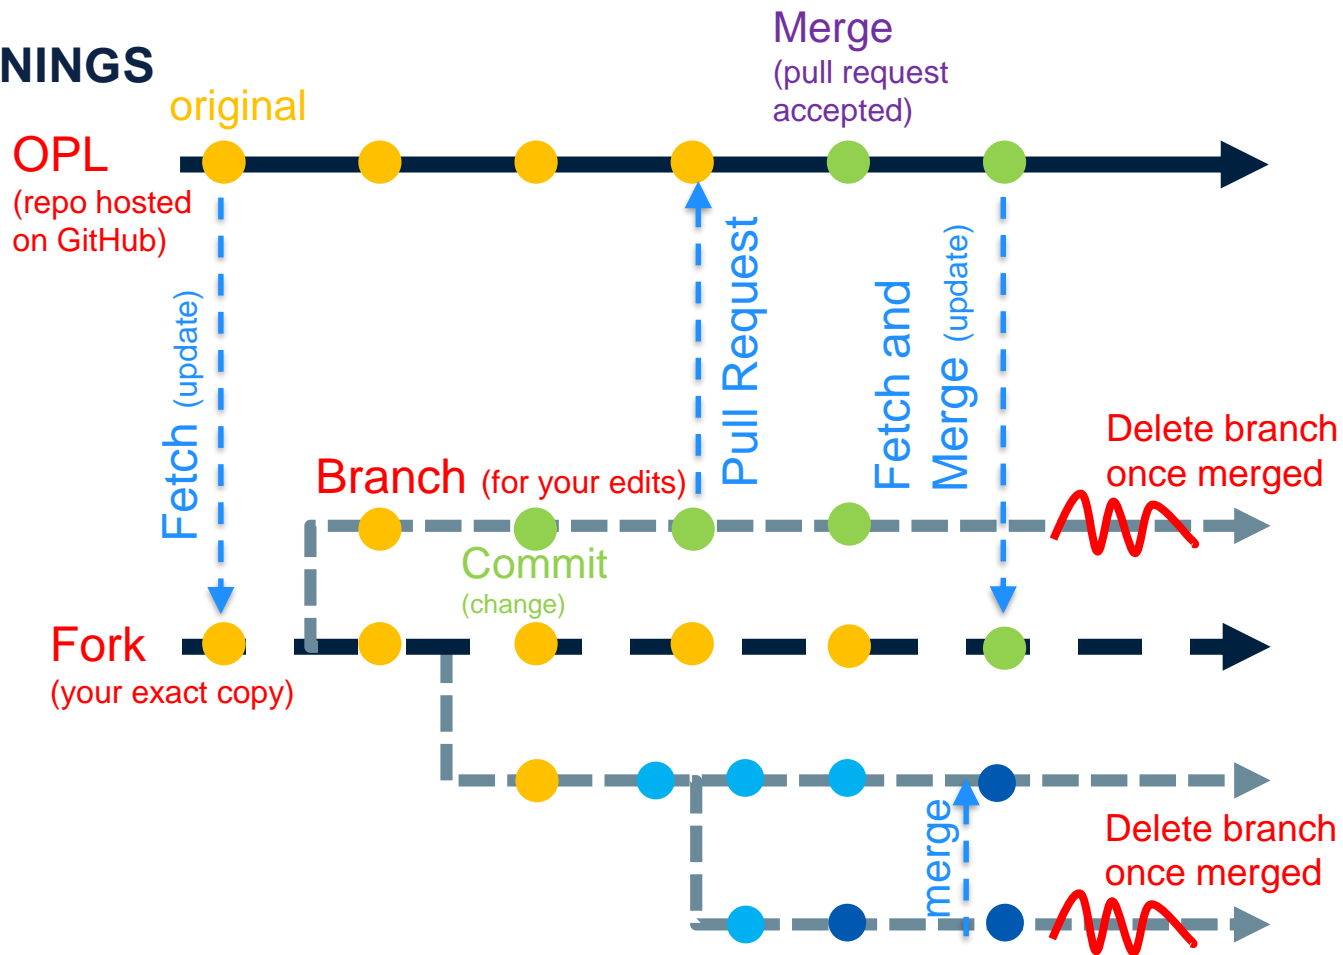 NINGS
original
Merge
(pull request
accepted)
OPL
(repo hosted
on GitHub)
Fetch (update)
Pull Request
Fetch and
Merge (update)
Delete branch
once merged
Branch (for your edits)
Commit
(change)
Fork
(your exact copy)
merge
Delete branch
once merged